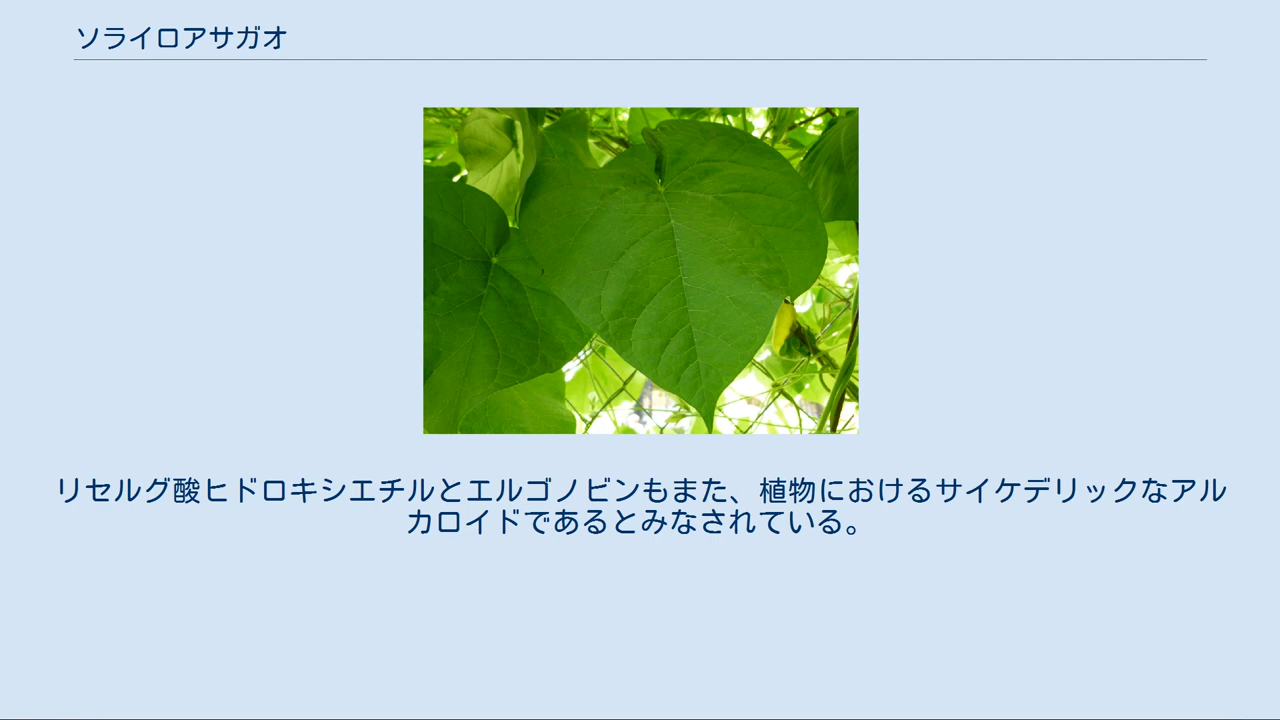 ソライロアサガオ
リセルグ酸ヒドロキシエチルとエルゴノビンもまた、植物におけるサイケデリックなアル
カロイドであるとみなされている。